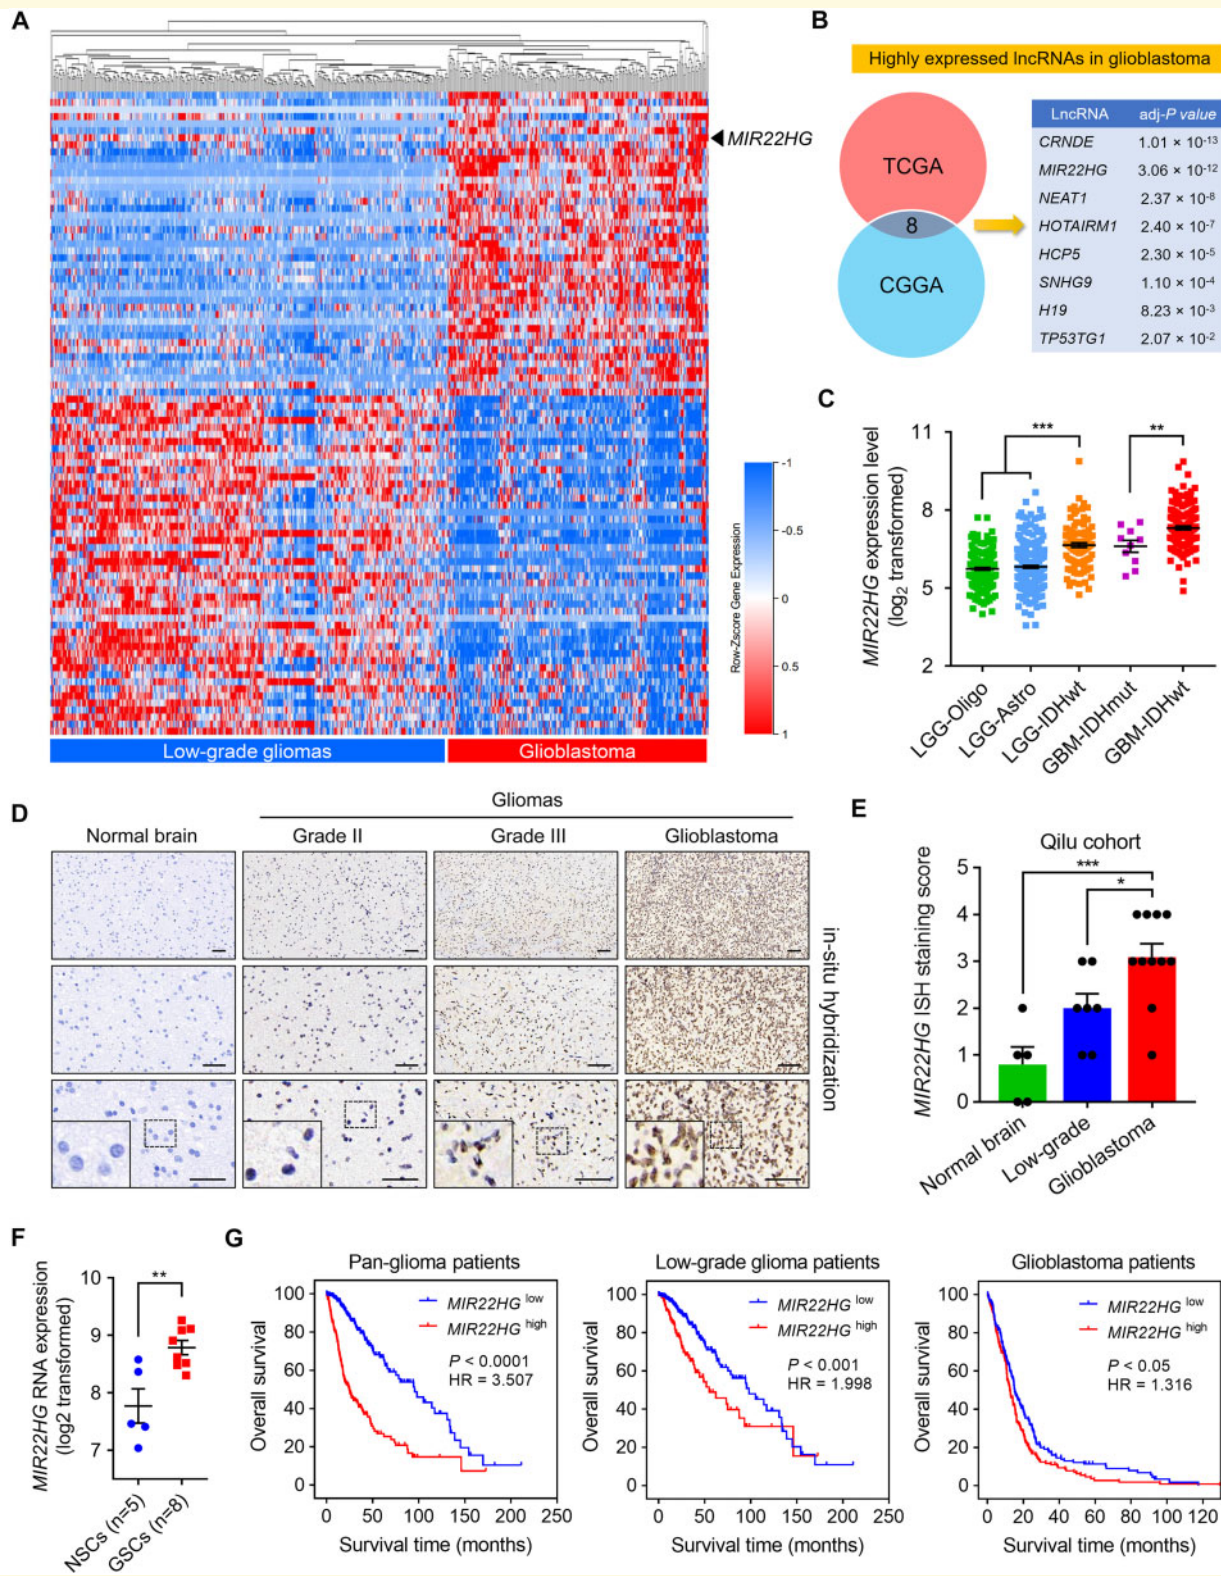 A
MIR22HG
-1
-0.5
0
0.5
1
Row-Zscore Gene Expression
Low-grade gliomas
Glioblastoma
B
Highly expressed lncRNAs in glioblastoma
TCGA
8
CGGA
LncRNA adj-P value
CRNDE 1.01 × 10-13
MIR22HG 3.06 × 10-12
NEAT1 2.37 × 10-8
HOTAIRM1 2.40 × 10-7
HCP5 2.30 × 10-5
SNHG9 1.10 × 10-4
H19 8.23 × 10-3
TP53TG1 2.07 × 10-2
C
MIR22HG expression level
(log2 transformed)
11
8
5
2
***
**
LGG-Oligo
LGG-Astro
LGG-IDHwt
GBM-IDHmut
GBM-IDHwt
D
Gliomas
Normal brain
Grade II
Grade III
Glioblastoma
in-situ hybridization
E
Qilu cohort
MIR22HG ISH staining score
5
4
3
2
1
0
***
*
Normal brain
Low-grade
Glioblastoma
F
MIR22HG RNA expression
(log2 transformed)
10
9
8
7
**
NSCs (n=5)
GSCs (n=8)
G
Pan-glioma patients
Overall survival
100
80
60
40
20
0
MIR22HG low
MIR22HG high
P < 0.0001
HR = 3.507
0 50 100 150 200 250
Survival time (months)
Low-grade glioma patients
Overall survival
100
80
60
40
20
0
MIR22HG low
MIR22HG high
P < 0.001
HR = 1.998
0 50 100 150 200 250
Survival time (months)
Glioblastoma patients
Overall survival
100
80
60
40
20
0
MIR22HG low
MIR22HG high
P < 0.05
HR = 1.316
0 20 40 60 80 100 120
Survival time (months)